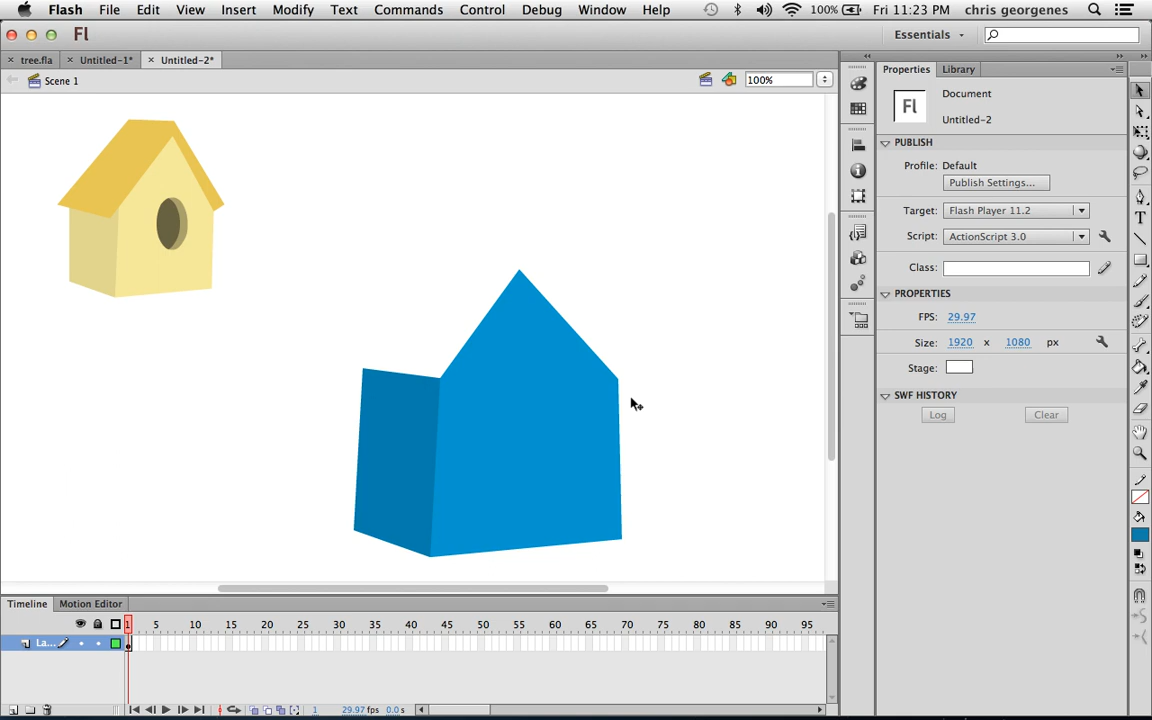 Flash File Edit View Insert Modify Text Commands Control Debug Window Help 100% Fri 11:23 PM chris georgenes
Fl Essentials
× tree.fla × Untitled-1* × Untitled-2*
Scene 1 100%
Properties Library
Fl Document
Untitled-2
PUBLISH
Profile: Default
Publish Settings...
Target: Flash Player 11.2
Script: ActionScript 3.0
Class:
PROPERTIES
FPS: 29.97
Size: 1920 x 1080 px
Stage:
SWF HISTORY
Log Clear
Timeline Motion Editor
1 5 10 15 20 25 30 35 40 45 50 55 60 65 70 75 80 85 90 95
La...
1 29.97 fps 0.0 s